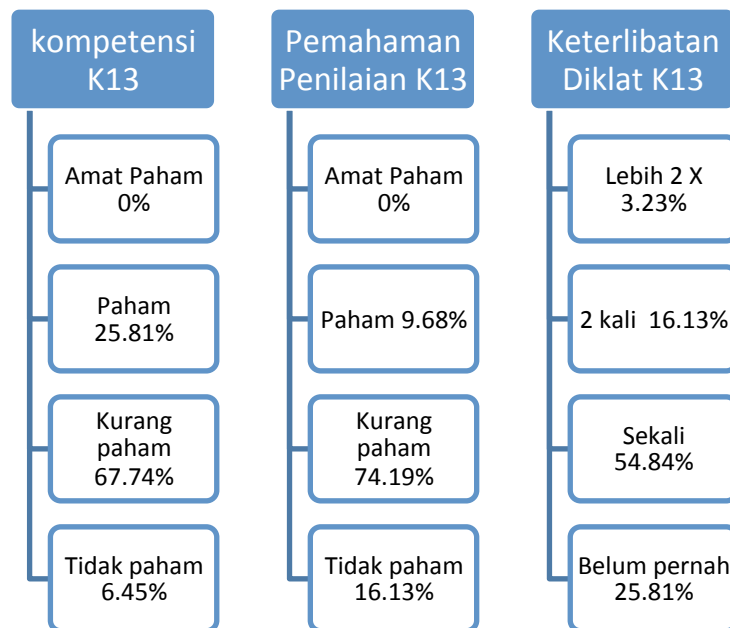 kompetensi
K13
Amat Paham
0%
Paham
25.81%
Kurang
paham
67.74%
Tidak paham
6.45%
Pemahaman
Penilaian K13
Amat Paham
0%
Paham 9.68%
Kurang
paham
74.19%
Tidak paham
16.13%
Keterlibatan
Diklat K13
Lebih 2 X
3.23%
2 kali 16.13%
Sekali
54.84%
Belum pernah
25.81%